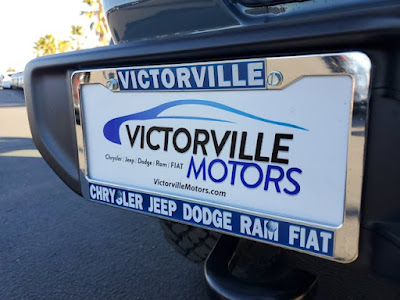 VICTORVILLE
VICTORVILLE
Chrysler | Jeep | Dodge | Ram | FIAT
MOTORS
VictorvilleMotors.com
CHRYSLER JEEP DODGE RAM FIAT